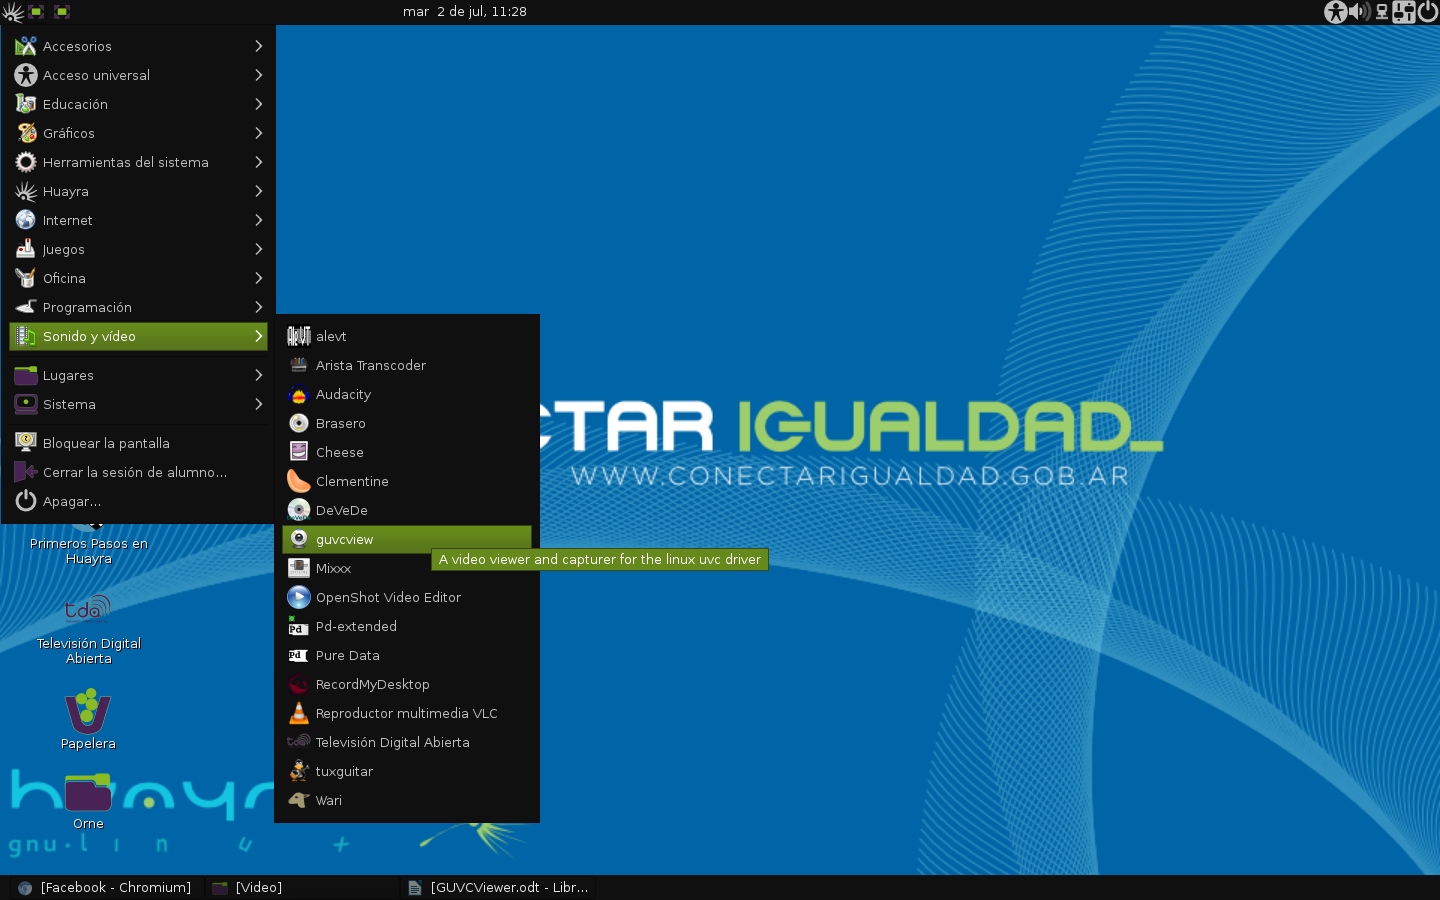 mar 2 de jul, 11:28
Accesorios
Acceso universal
Educación
Gráficos
Herramientas del sistema
Huayra
Internet
Juegos
Oficina
Programación
Sonido y vídeo
Lugares
Sistema
Bloquear la pantalla
Cerrar la sesión de alumno...
Apagar...
alevt
Arista Transcoder
Audacity
Brasero
Cheese
Clementine
DeVeDe
guvcview
A video viewer and capturer for the linux uvc driver
Mixxx
OpenShot Video Editor
Pd-extended
Pure Data
RecordMyDesktop
Reproductor multimedia VLC
Televisión Digital Abierta
tuxguitar
Wari
CTAR IGUALDAD_
WWW.CONECTARIGUALDAD.GOB.AR
Primeros Pasos en
Huayra
tda
Televisión Digital
Abierta
Papelera
Orne
huayr
gnu·linu+
[Facebook - Chromium]
[Video]
[GUVCViewer.odt - Libr...